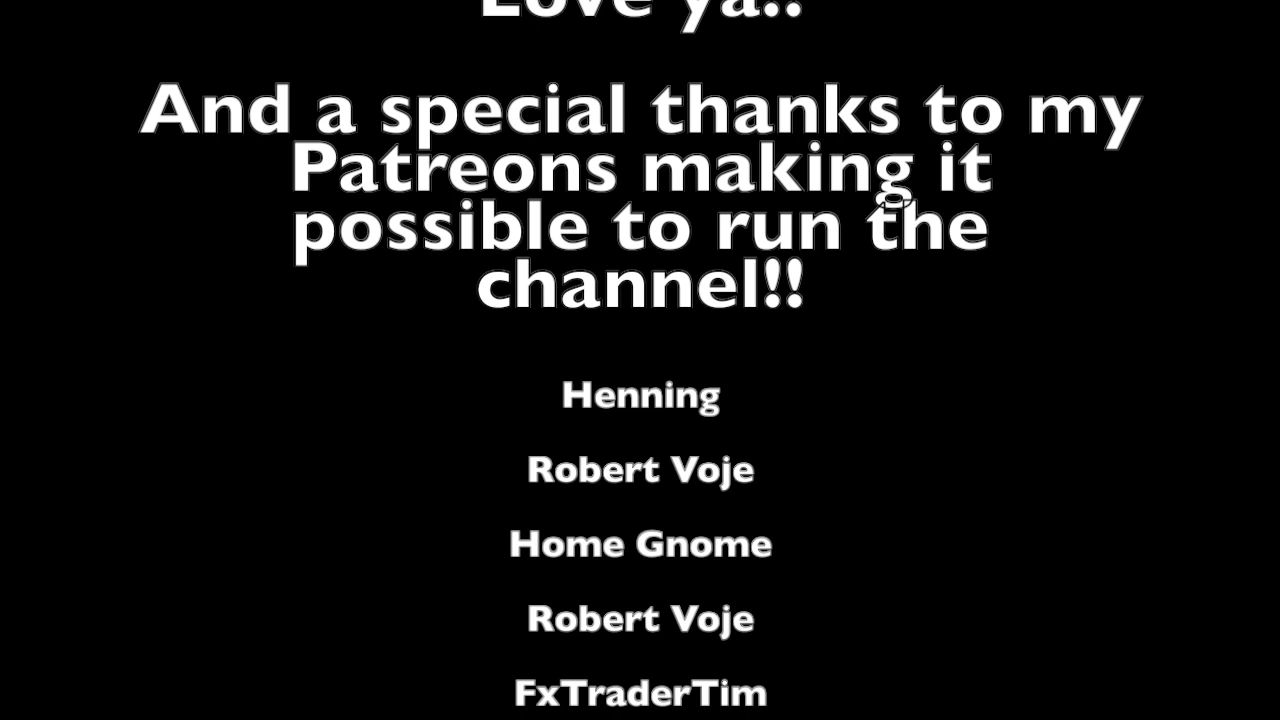 Love ya..
And a special thanks to my
Patreons making it
possible to run the
channel!!
Henning
Robert Voje
Home Gnome
Robert Voje
FxTraderTim